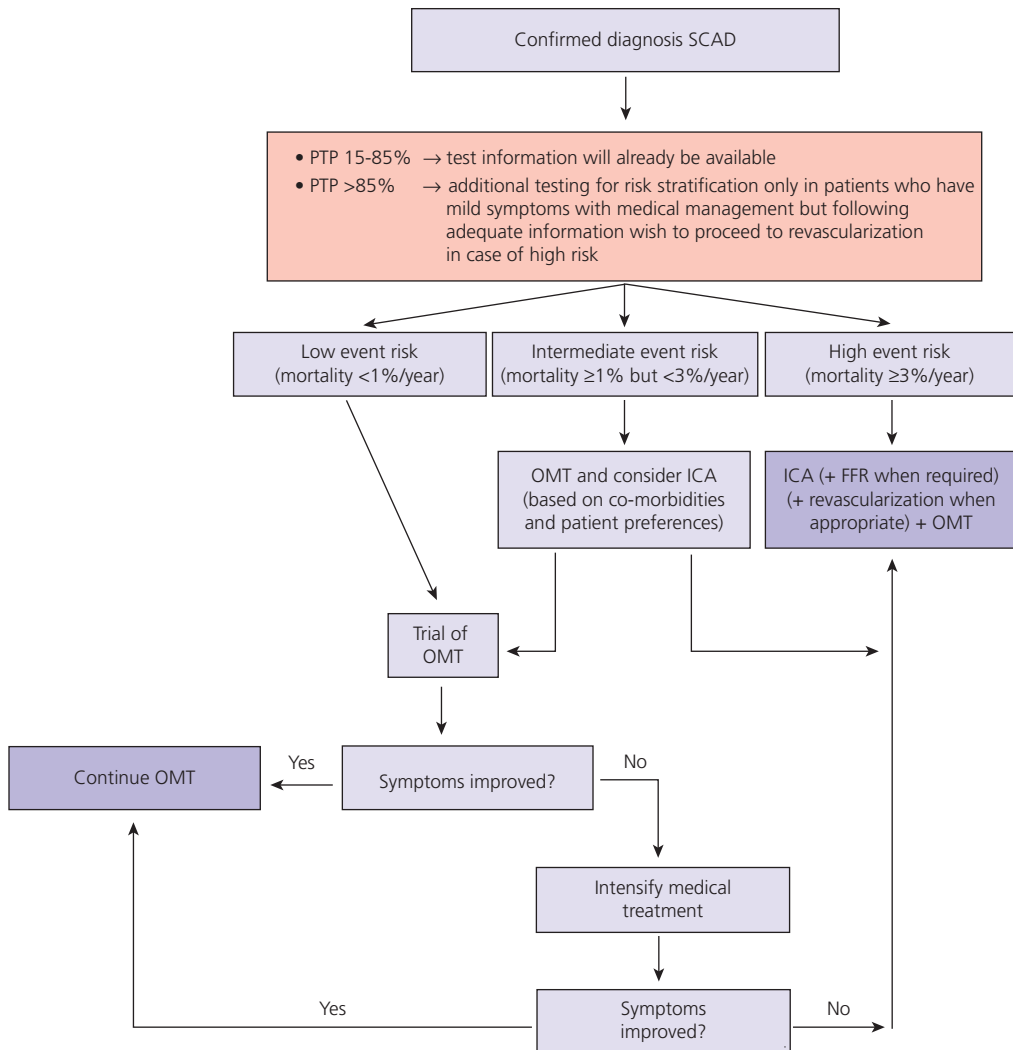 Confirmed diagnosis SCAD
• PTP 15-85% → test information will already be available
• PTP >85% → additional testing for risk stratification only in patients who have
mild symptoms with medical management but following
adequate information wish to proceed to revascularization
in case of high risk
Low event risk
(mortality <1%/year)
Intermediate event risk
(mortality ≥1% but <3%/year)
High event risk
(mortality ≥3%/year)
OMT and consider ICA
(based on co-morbidities
and patient preferences)
ICA (+ FFR when required)
(+ revascularization when
appropriate) + OMT
Trial of
OMT
Continue OMT
Yes
Symptoms improved?
No
Intensify medical
treatment
Yes
Symptoms
improved?
No